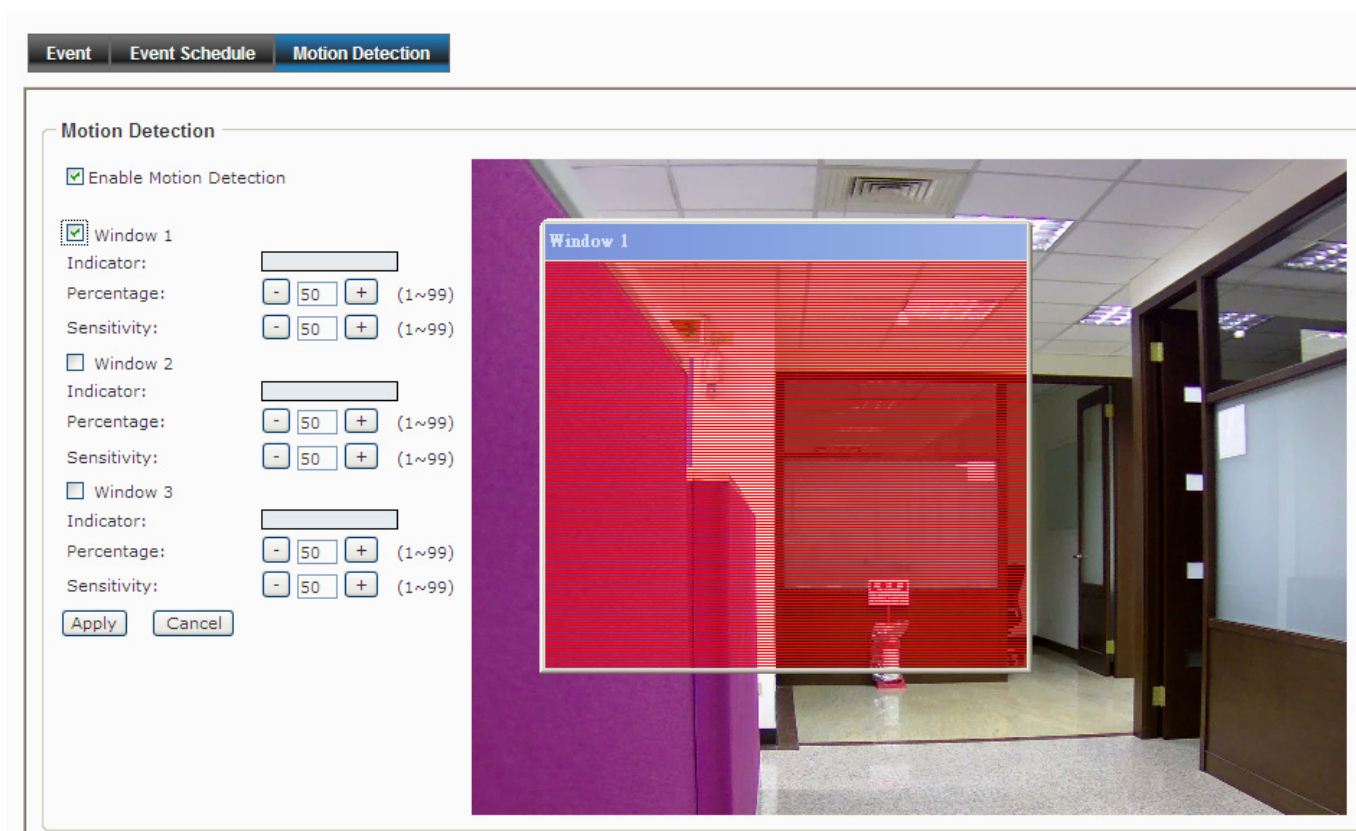 Event Event Schedule Motion Detection
Motion Detection
Enable Motion Detection
Window 1
Indicator:
Percentage: - 50 + (1~99)
Sensitivity: - 50 + (1~99)
Window 2
Indicator:
Percentage: - 50 + (1~99)
Sensitivity: - 50 + (1~99)
Window 3
Indicator:
Percentage: - 50 + (1~99)
Sensitivity: - 50 + (1~99)
Apply Cancel
Window 1